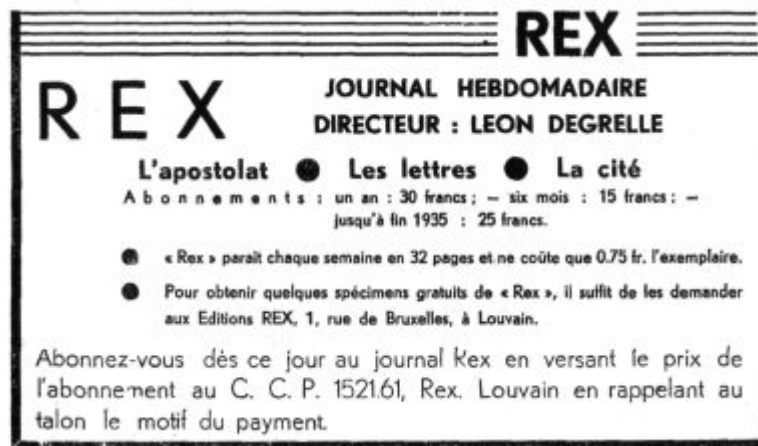 REX
REX JOURNAL HEBDOMADAIRE
DIRECTEUR : LEON DEGRELLE
L'apostolat ● Les lettres ● La cité
Abonnements : un an : 30 francs ; — six mois : 15 francs ; —
jusqu'à fin 1935 : 25 francs.
● « Rex » paraît chaque semaine en 32 pages et ne coûte que 0.75 fr. l'exemplaire.
● Pour obtenir quelques spécimens gratuits de « Rex », il suffit de les demander
aux Editions REX, 1, rue de Bruxelles, à Louvain.
Abonnez-vous dès ce jour au journal Rex en versant le prix de
l'abonnement au C. C. P. 1521.61, Rex. Louvain en rappelant au
talon le motif du payment.